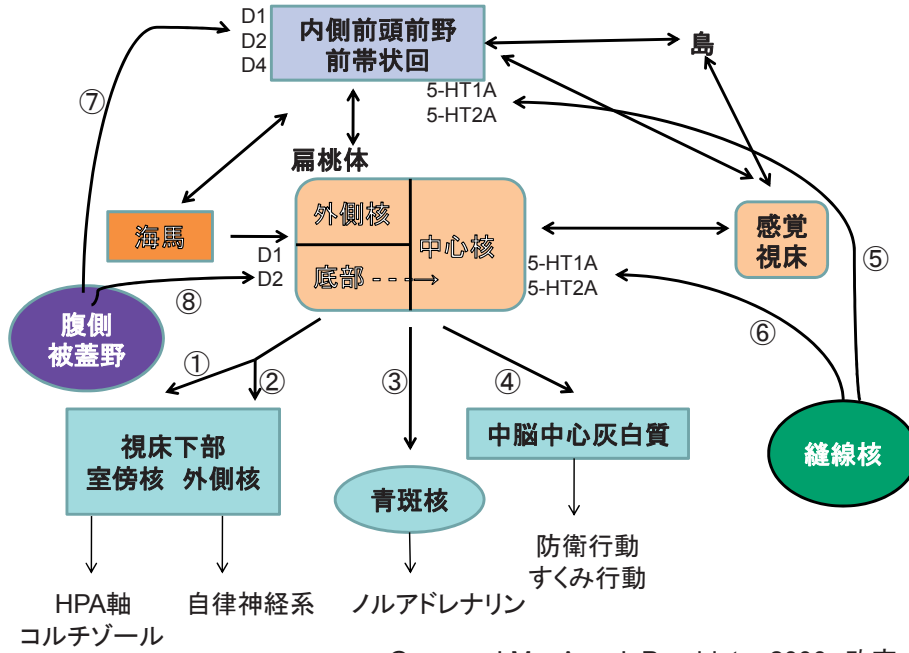 D1
D2
D4
内側前頭前野
前帯状回
島
⑦
5-HT1A
5-HT2A
扁桃体
海馬
外側核
中心核
底部
D1
D2
感覚
視床
5-HT1A
5-HT2A
⑤
⑧
⑥
腹側
被蓋野
①
②
③
④
視床下部
室傍核 外側核
中脳中心灰白質
縫線核
青斑核
防衛行動
すくみ行動
HPA軸
コルチゾール
自律神経系
ノルアドレナリン